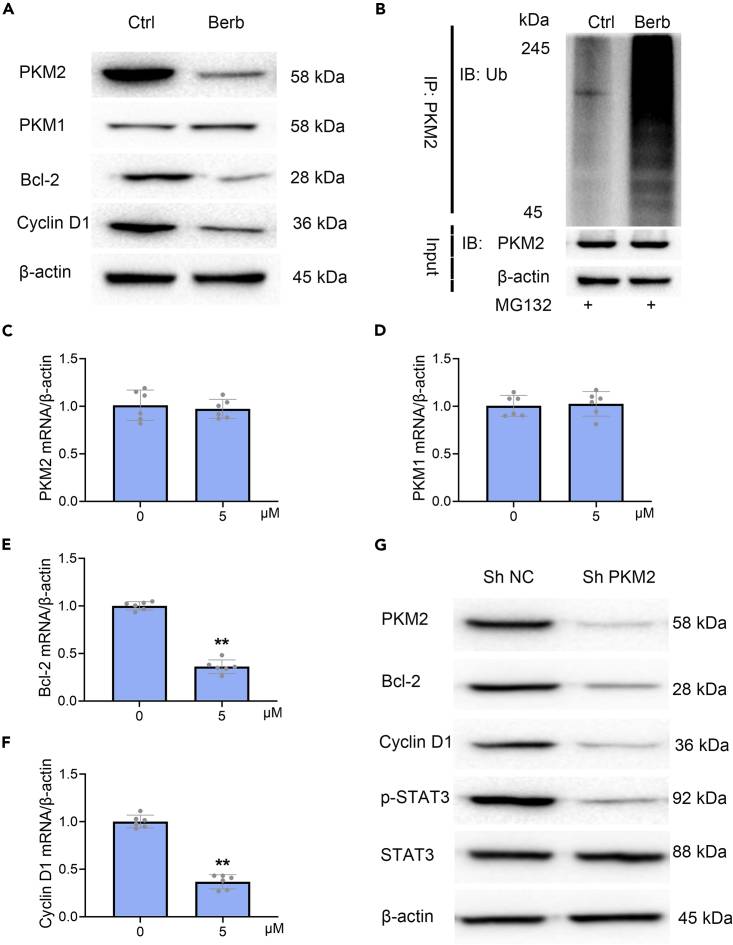 A
Ctrl Berb
PKM2 58 kDa
PKM1 58 kDa
Bcl-2 28 kDa
Cyclin D1 36 kDa
β-actin 45 kDa
B
kDa Ctrl Berb
245
IB: Ub
IP: PKM2
45
Input
IB: PKM2
β-actin
MG132 + +
C
PKM2 mRNA/β-actin
1.5
1.0
0.5
0.0
0 5 μM
D
PKM1 mRNA/β-actin
1.5
1.0
0.5
0.0
0 5 μM
E
Bcl-2 mRNA/β-actin
1.5
1.0
0.5
0.0
**
0 5 μM
F
Cyclin D1 mRNA/β-actin
1.5
1.0
0.5
0.0
**
0 5 μM
G
Sh NC Sh PKM2
PKM2 58 kDa
Bcl-2 28 kDa
Cyclin D1 36 kDa
p-STAT3 92 kDa
STAT3 88 kDa
β-actin 45 kDa